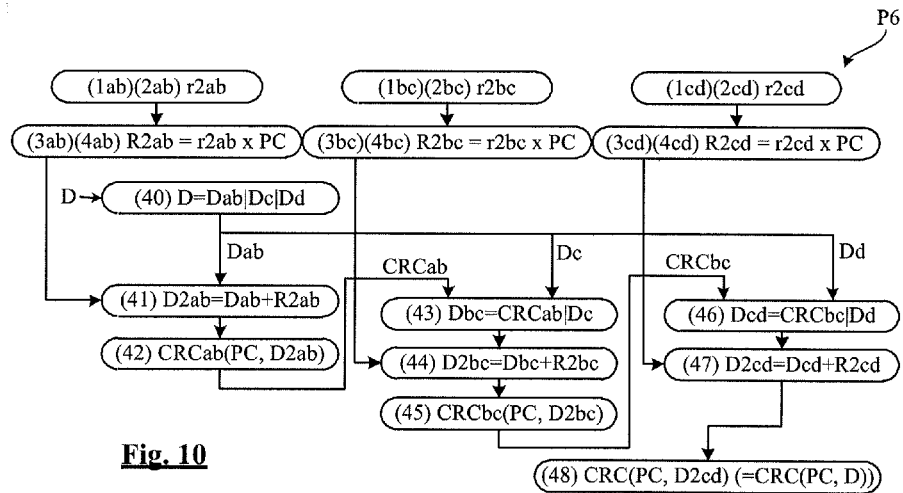 P6
(1ab)(2ab) r2ab
(1bc)(2bc) r2bc
(1cd)(2cd) r2cd
(3ab)(4ab) R2ab = r2ab x PC
(3bc)(4bc) R2bc = r2bc x PC
(3cd)(4cd) R2cd = r2cd x PC
D
(40) D=Dab|Dc|Dd
Dab
Dc
Dd
CRCab
CRCbc
(41) D2ab=Dab+R2ab
(43) Dbc=CRCab|Dc
(46) Dcd=CRCbc|Dd
(42) CRCab(PC, D2ab)
(44) D2bc=Dbc+R2bc
(47) D2cd=Dcd+R2cd
(45) CRCbc(PC, D2bc)
Fig. 10
(48) CRC(PC, D2cd) (=CRC(PC, D))